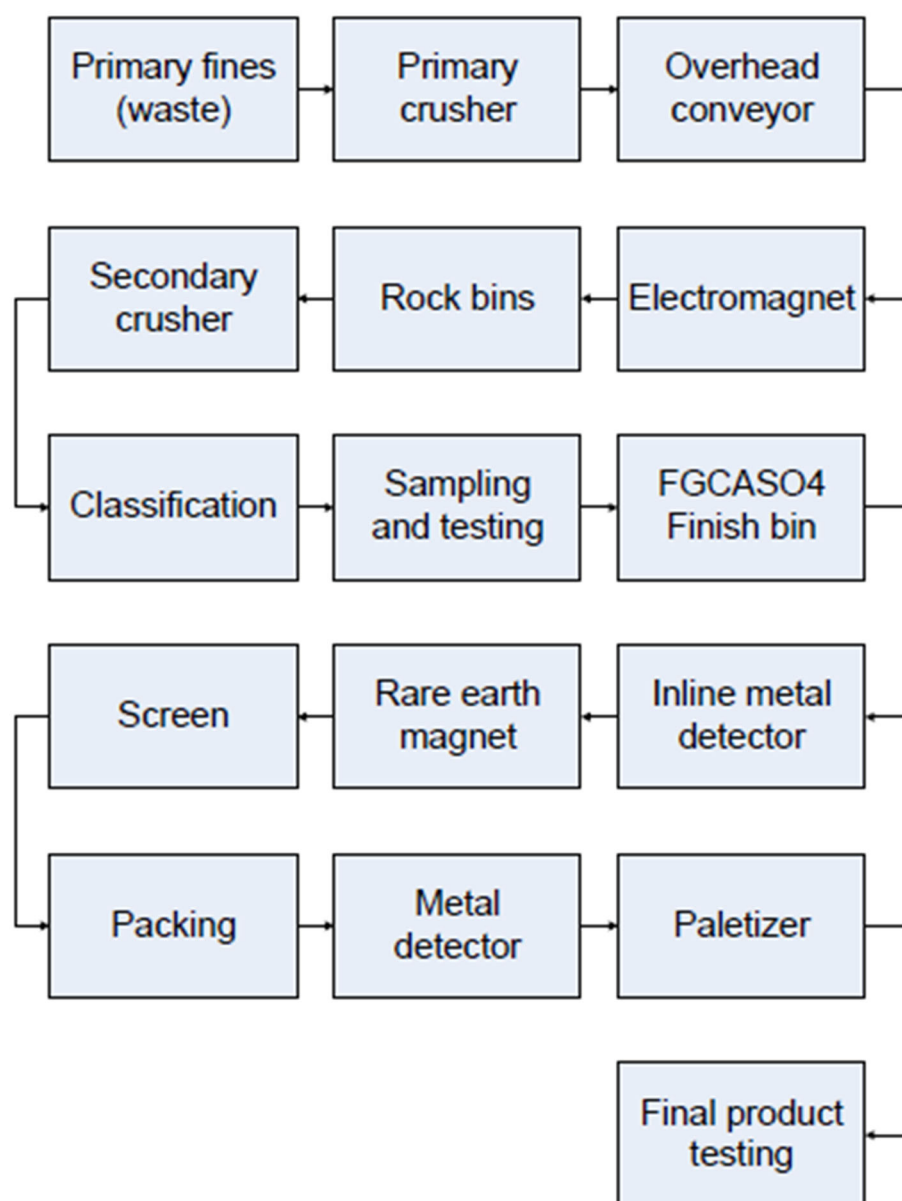 Primary fines
(waste)
Primary
crusher
Overhead
conveyor
Secondary
crusher
Rock bins
Electromagnet
Classification
Sampling
and testing
FGCASO4
Finish bin
Screen
Rare earth
magnet
Inline metal
detector
Packing
Metal
detector
Paletizer
Final product
testing